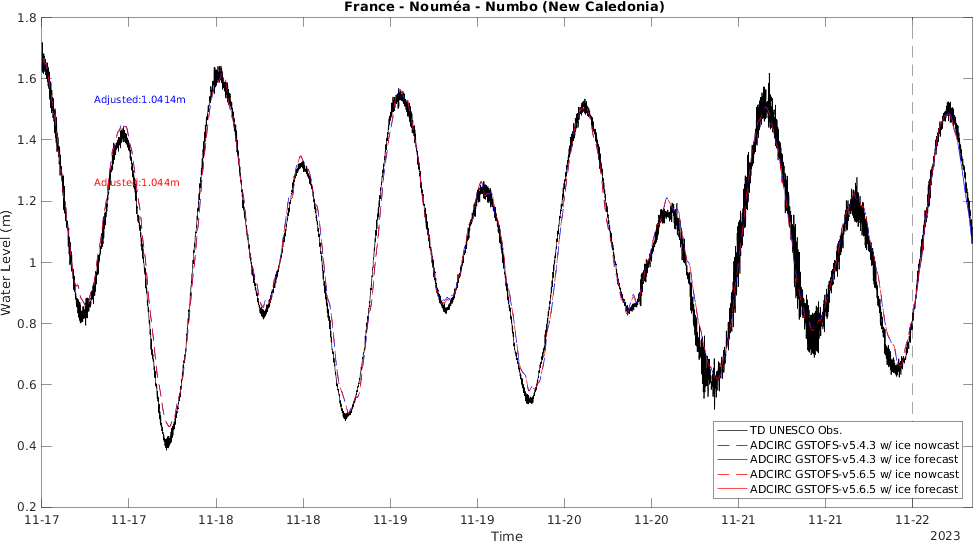 France - Nouméa - Numbo (New Caledonia)
1.8
1.6
1.4
1.2
1
0.8
0.6
0.4
0.2
Water Level (m)
Adjusted:1.0414m
Adjusted:1.044m
TD UNESCO Obs.
ADCIRC GSTOFS-v5.4.3 w/ ice nowcast
ADCIRC GSTOFS-v5.4.3 w/ ice forecast
ADCIRC GSTOFS-v5.6.5 w/ ice nowcast
ADCIRC GSTOFS-v5.6.5 w/ ice forecast
11-17 11-17 11-18 11-18 11-19 11-19 11-20 11-20 11-21 11-21 11-22
Time
2023